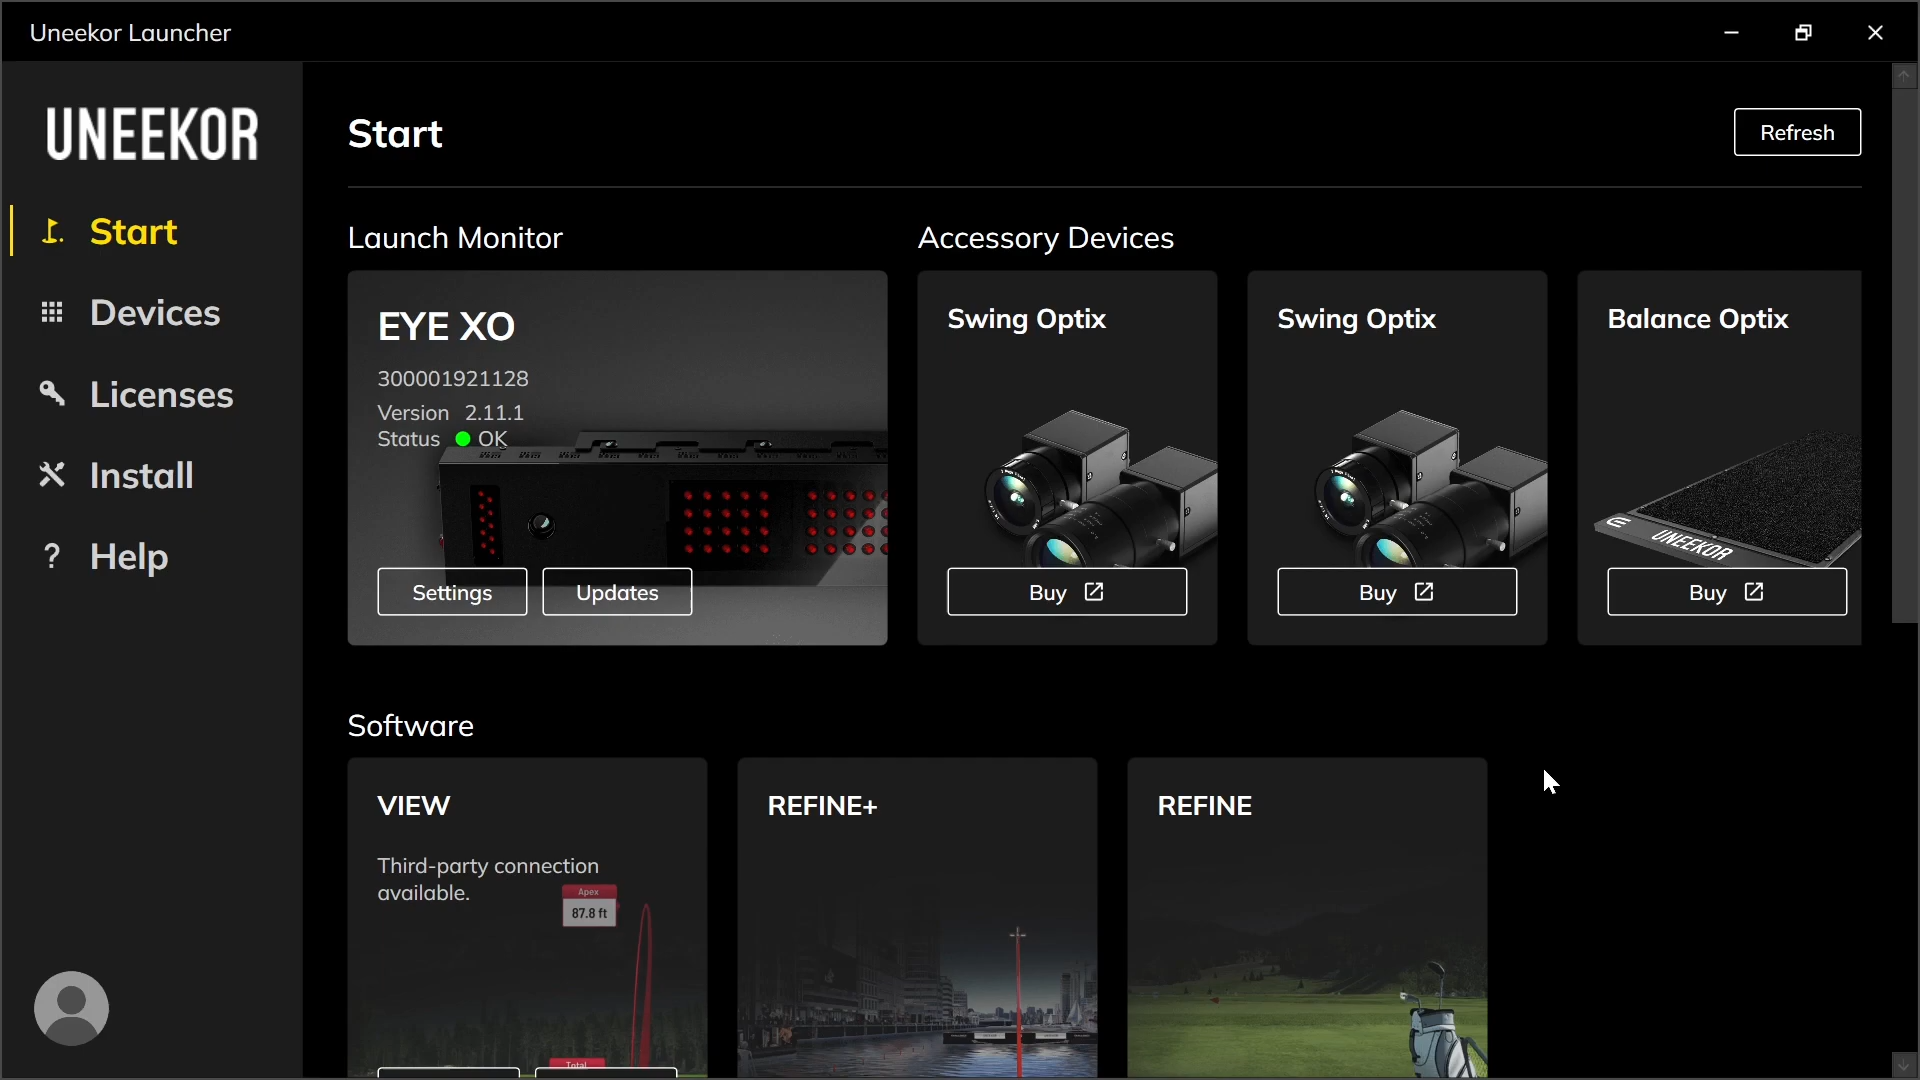 Uneekor Launcher
UNEEKOR
Start
Devices
Licenses
Install
Help
Start
Refresh
Launch Monitor
EYE XO
300001921128
Version 2.11.1
Status OK
Settings
Updates
Accessory Devices
Swing Optix
Buy
Swing Optix
Buy
Balance Optix
UNEEKOR
Buy
Software
VIEW
Third-party connection
available.
Apex
87.8 ft
Total
REFINE+
REFINE